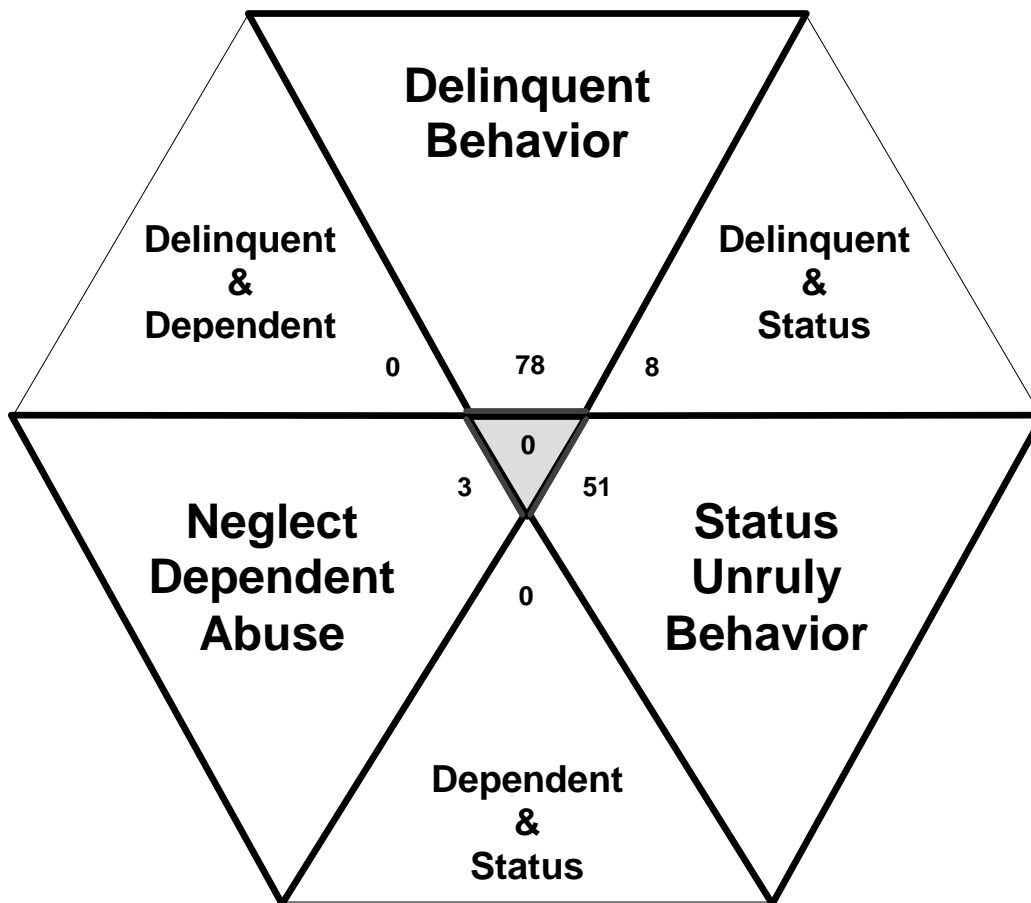 Delinquent
Behavior
Delinquent
&
Dependent
Delinquent
&
Status
0
78
8
0
3
51
Neglect
Dependent
Abuse
Status
Unruly
Behavior
0
Dependent
&
Status